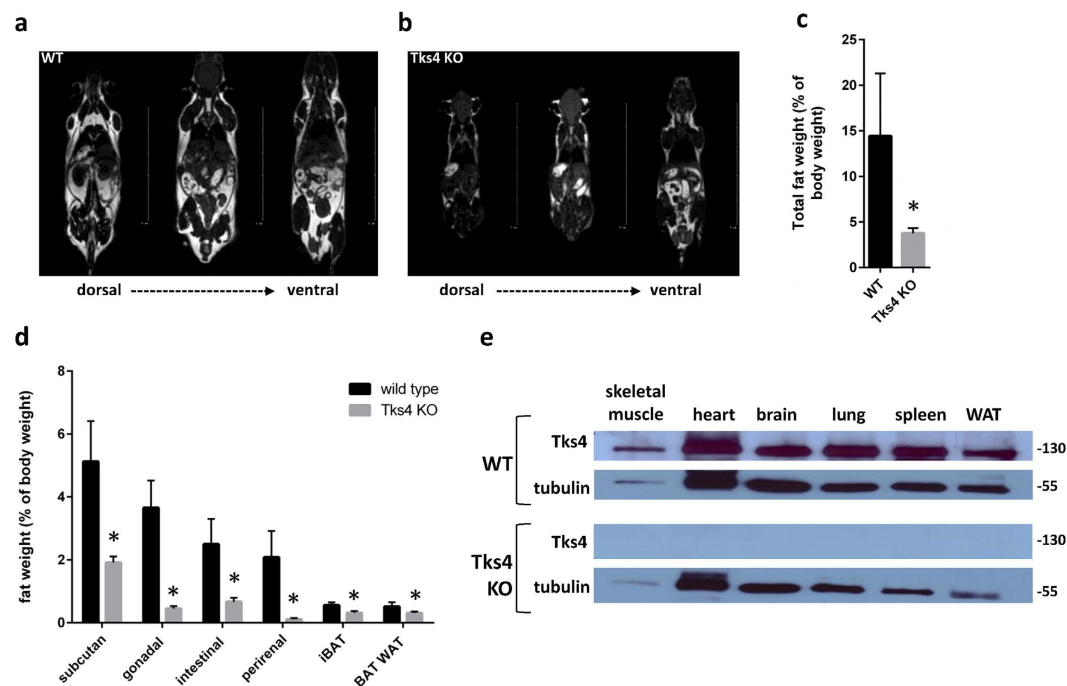 a
WT
dorsal
ventral
b
Tks4 KO
dorsal
ventral
c
Total fat weight (% of
body weight)
25
20
15
10
5
0
*
WT
Tks4 KO
d
fat weight (% of body weight)
8
6
4
2
0
wild type
Tks4 KO
* * * * * *
subcutan gonadal intestinal perirenal iBAT BAT WAT
e
skeletal
muscle heart brain lung spleen WAT
WT
Tks4 -130
tubulin -55
Tks4
KO
Tks4 -130
tubulin -55